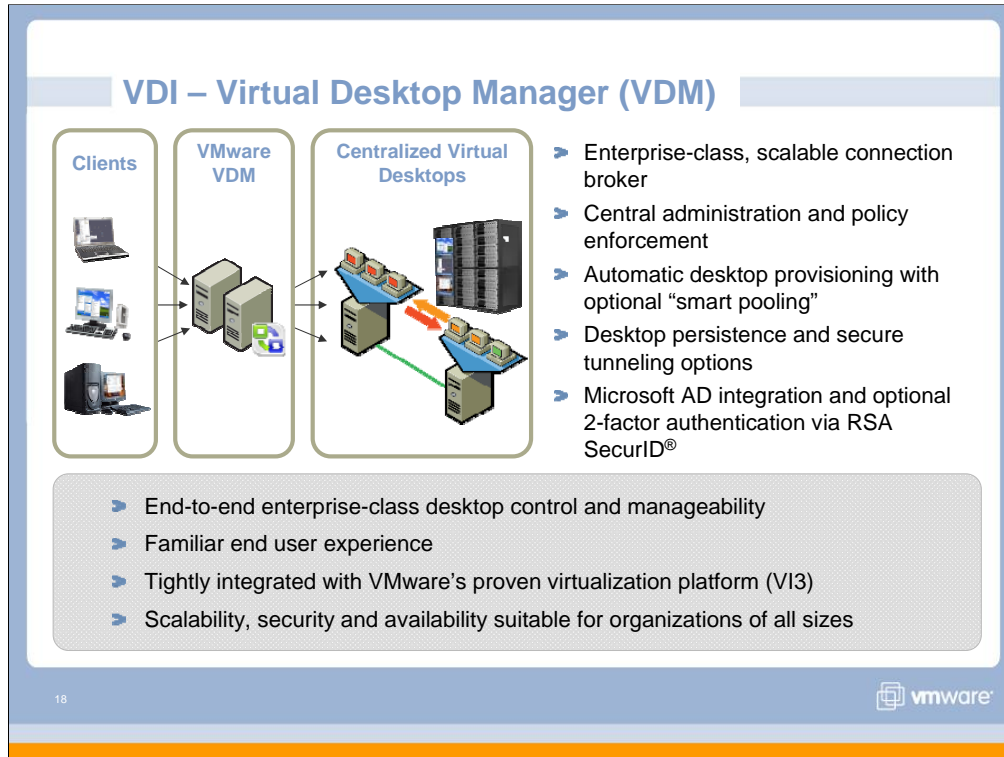 VDI – Virtual Desktop Manager (VDM)
Clients
VMware
VDM
Centralized Virtual
Desktops
Enterprise-class, scalable connection
broker
Central administration and policy
enforcement
Automatic desktop provisioning with
optional “smart pooling”
Desktop persistence and secure
tunneling options
Microsoft AD integration and optional
2-factor authentication via RSA
SecurID®
End-to-end enterprise-class desktop control and manageability
Familiar end user experience
Tightly integrated with VMware’s proven virtualization platform (VI3)
Scalability, security and availability suitable for organizations of all sizes
18
vmware